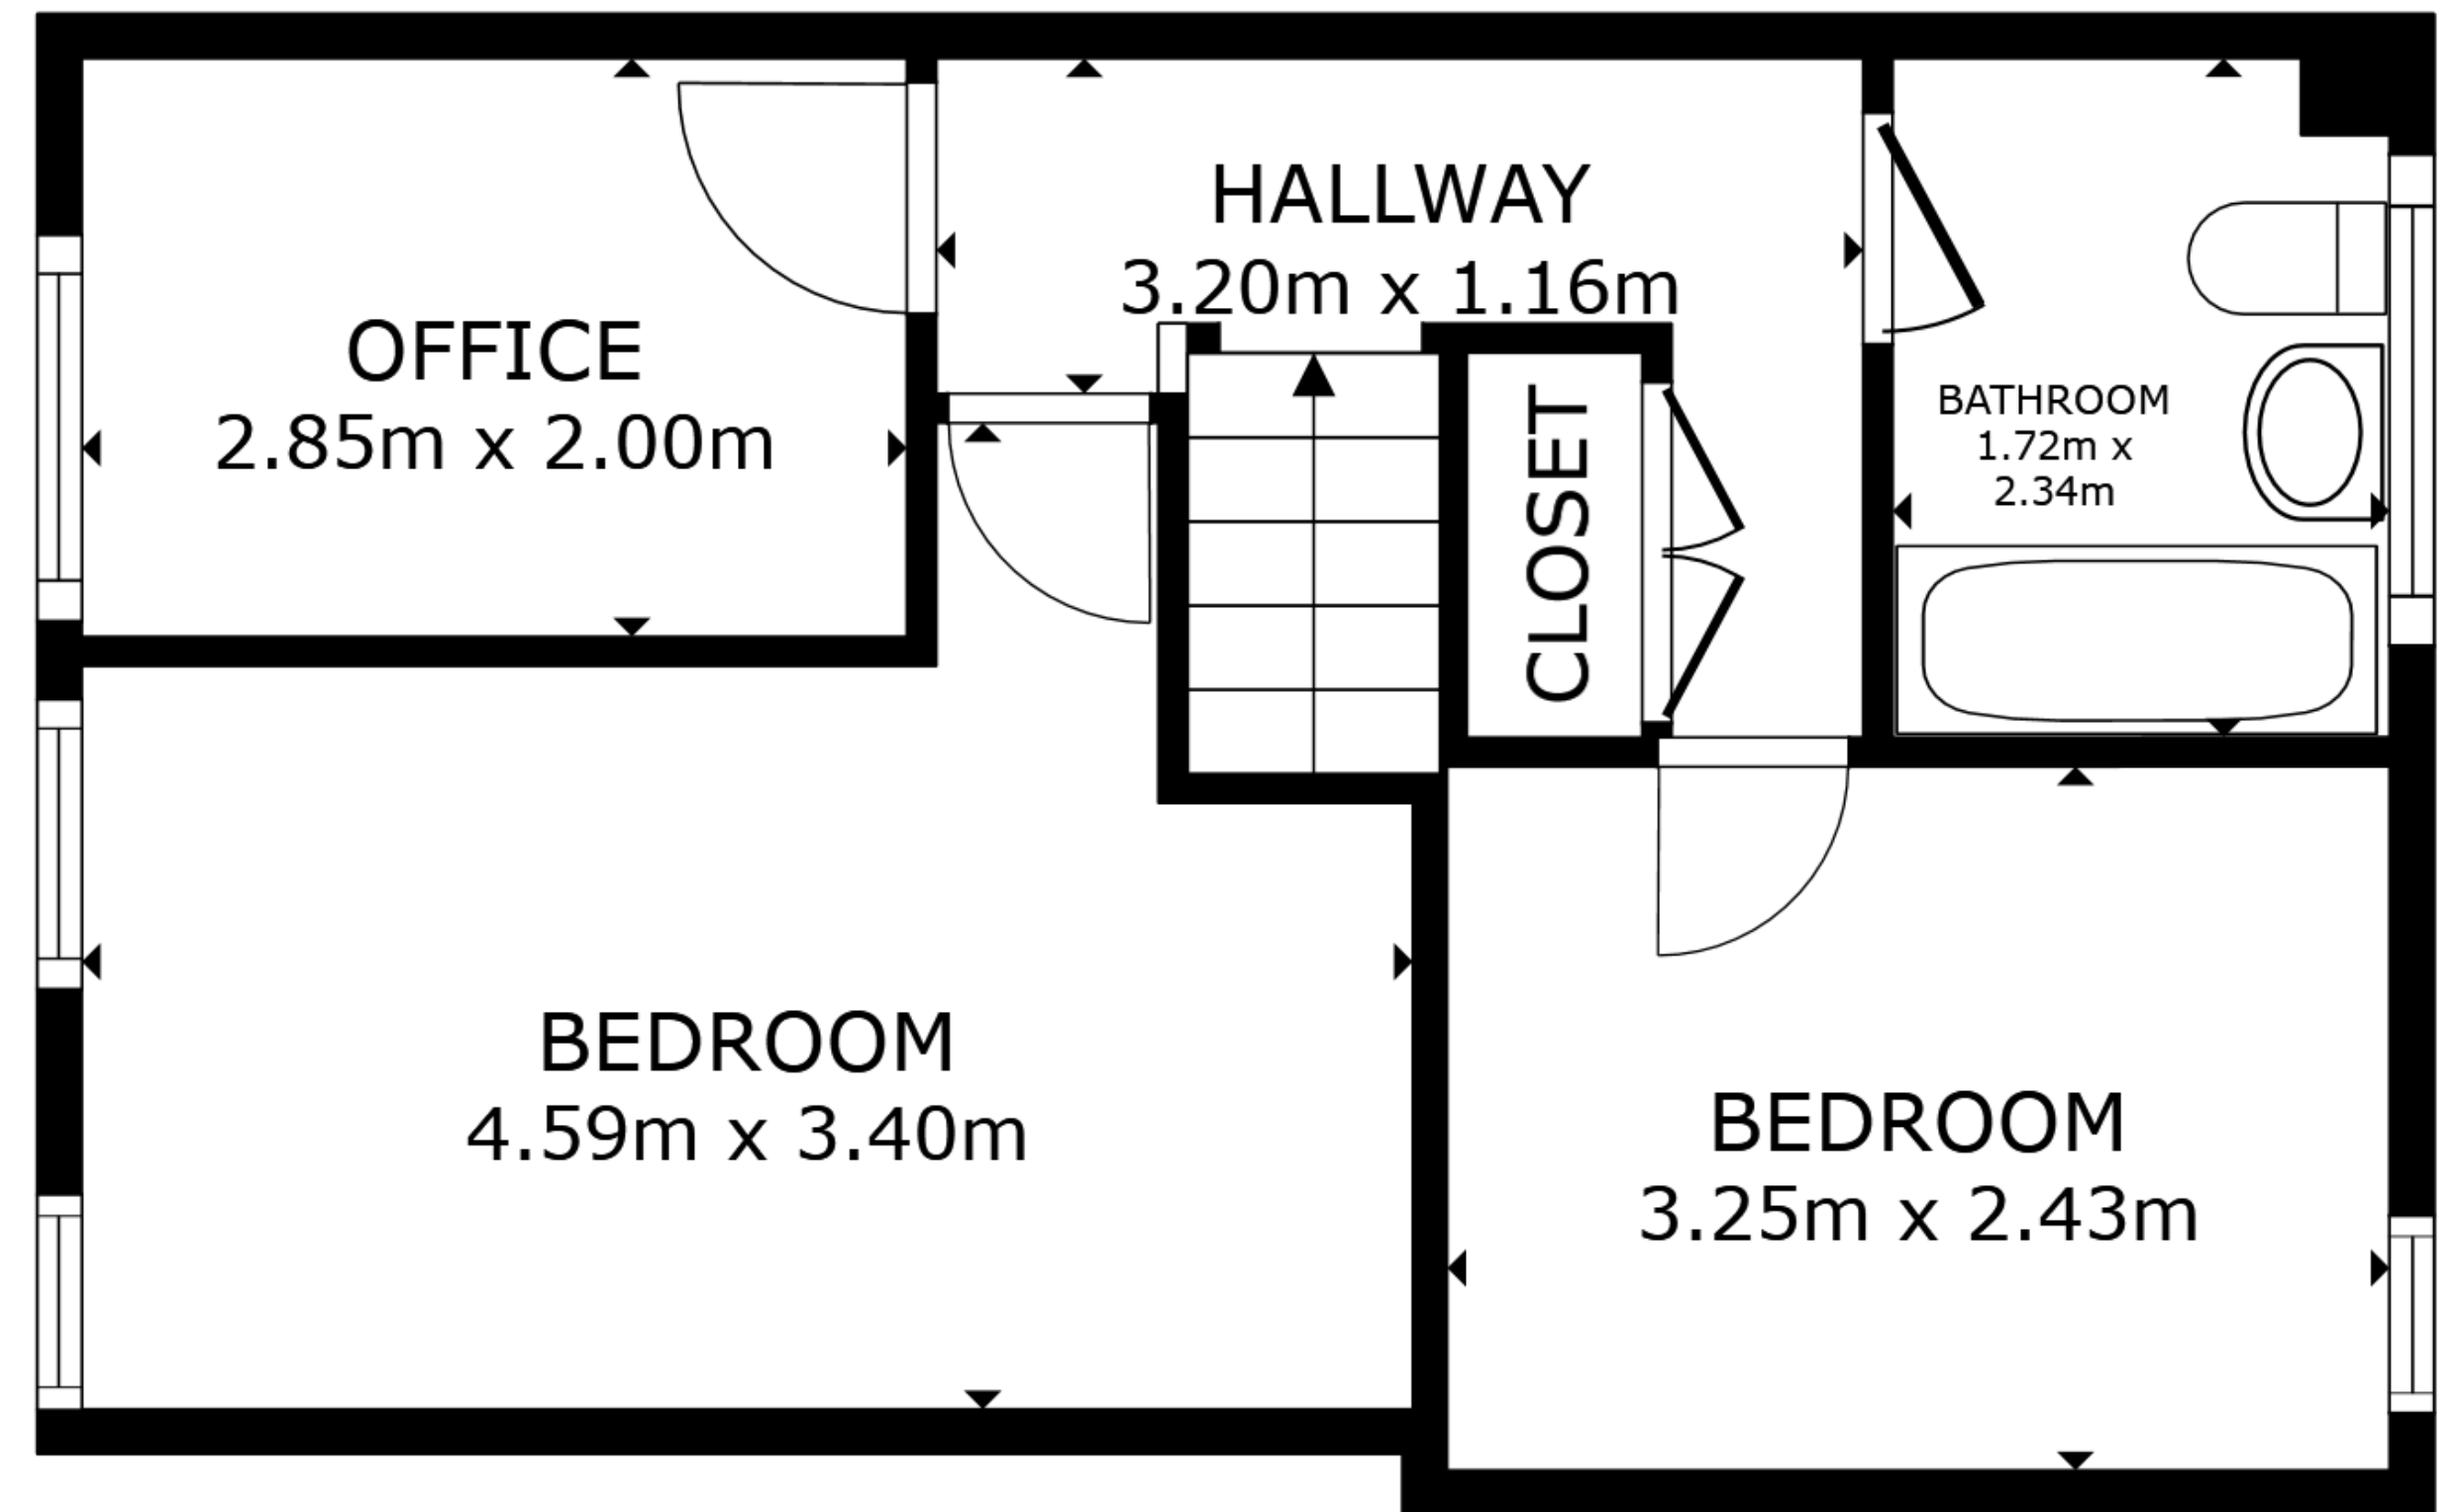 HALLWAY
3.20m x 1.16m
OFFICE
2.85m x 2.00m
CLOSET
BATHROOM
1.72m x
2.34m
BEDROOM
4.59m x 3.40m
BEDROOM
3.25m x 2.43m